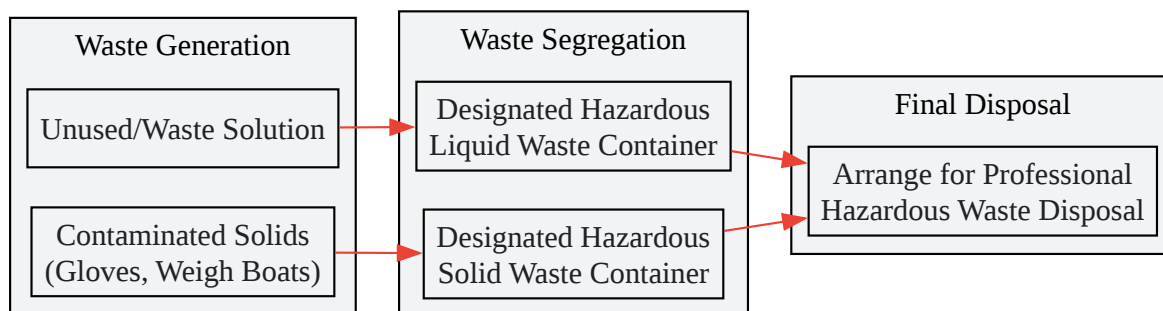 Waste Generation
Unused/Waste Solution
Contaminated Solids
(Gloves, Weigh Boats)
Waste Segregation
Designated Hazardous
Liquid Waste Container
Designated Hazardous
Solid Waste Container
Final Disposal
Arrange for Professional
Hazardous Waste Disposal